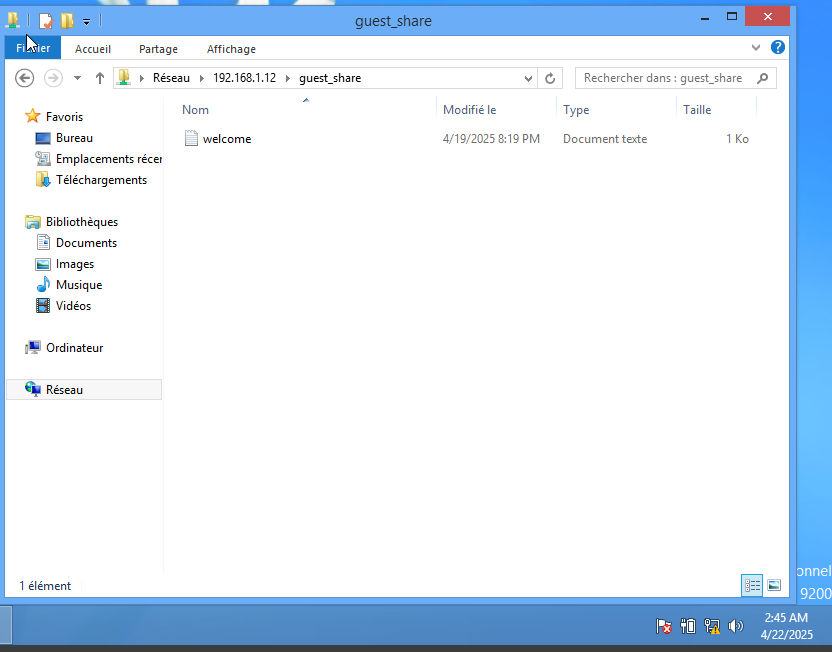 guest_share
Fichier Accueil Partage Affichage
Réseau 192.168.1.12 guest_share
Rechercher dans : guest_share
Nom Modifié le Type Taille
welcome 4/19/2025 8:19 PM Document texte 1 Ko
Favoris
Bureau
Emplacements récer
Téléchargements
Bibliothèques
Documents
Images
Musique
Vidéos
Ordinateur
Réseau
1 élément
onnel
9200
2:45 AM
4/22/2025